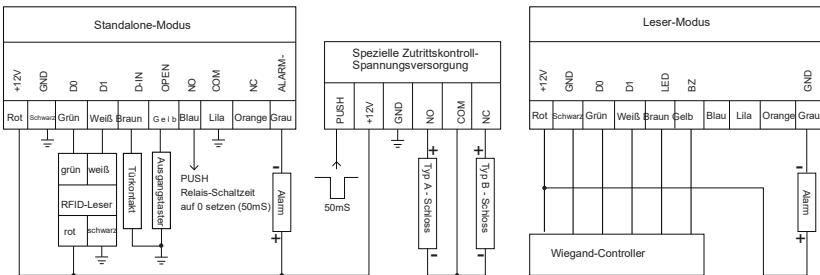 Standalone-Modus
+12V
GND
D0
D1
D-IN
OPEN
NO
COM
NC
ALARM-
Rot
Schwarz
Grün
Weiß
Braun
Gelb
Blau
Lila
Orange
Grau
grün
weiß
RFID-Leser
rot
schwarz
Türkontakt
Ausgangstaster
PUSH
Relais-Schaltzeit
auf 0 setzen (50mS)
-
Alarm
+
Spezielle Zutrittskontroll-
Spannungsversorgung
PUSH
+12V
GND
NO
COM
NC
50mS
+
Typ A - Schloss
-
+
Typ B - Schloss
-
Leser-Modus
+12V
GND
D0
D1
LED
BZ
GND
Rot
Schwarz
Grün
Weiß
Braun
Gelb
Blau
Lila
Orange
Grau
-
Alarm
+
Wiegand-Controller